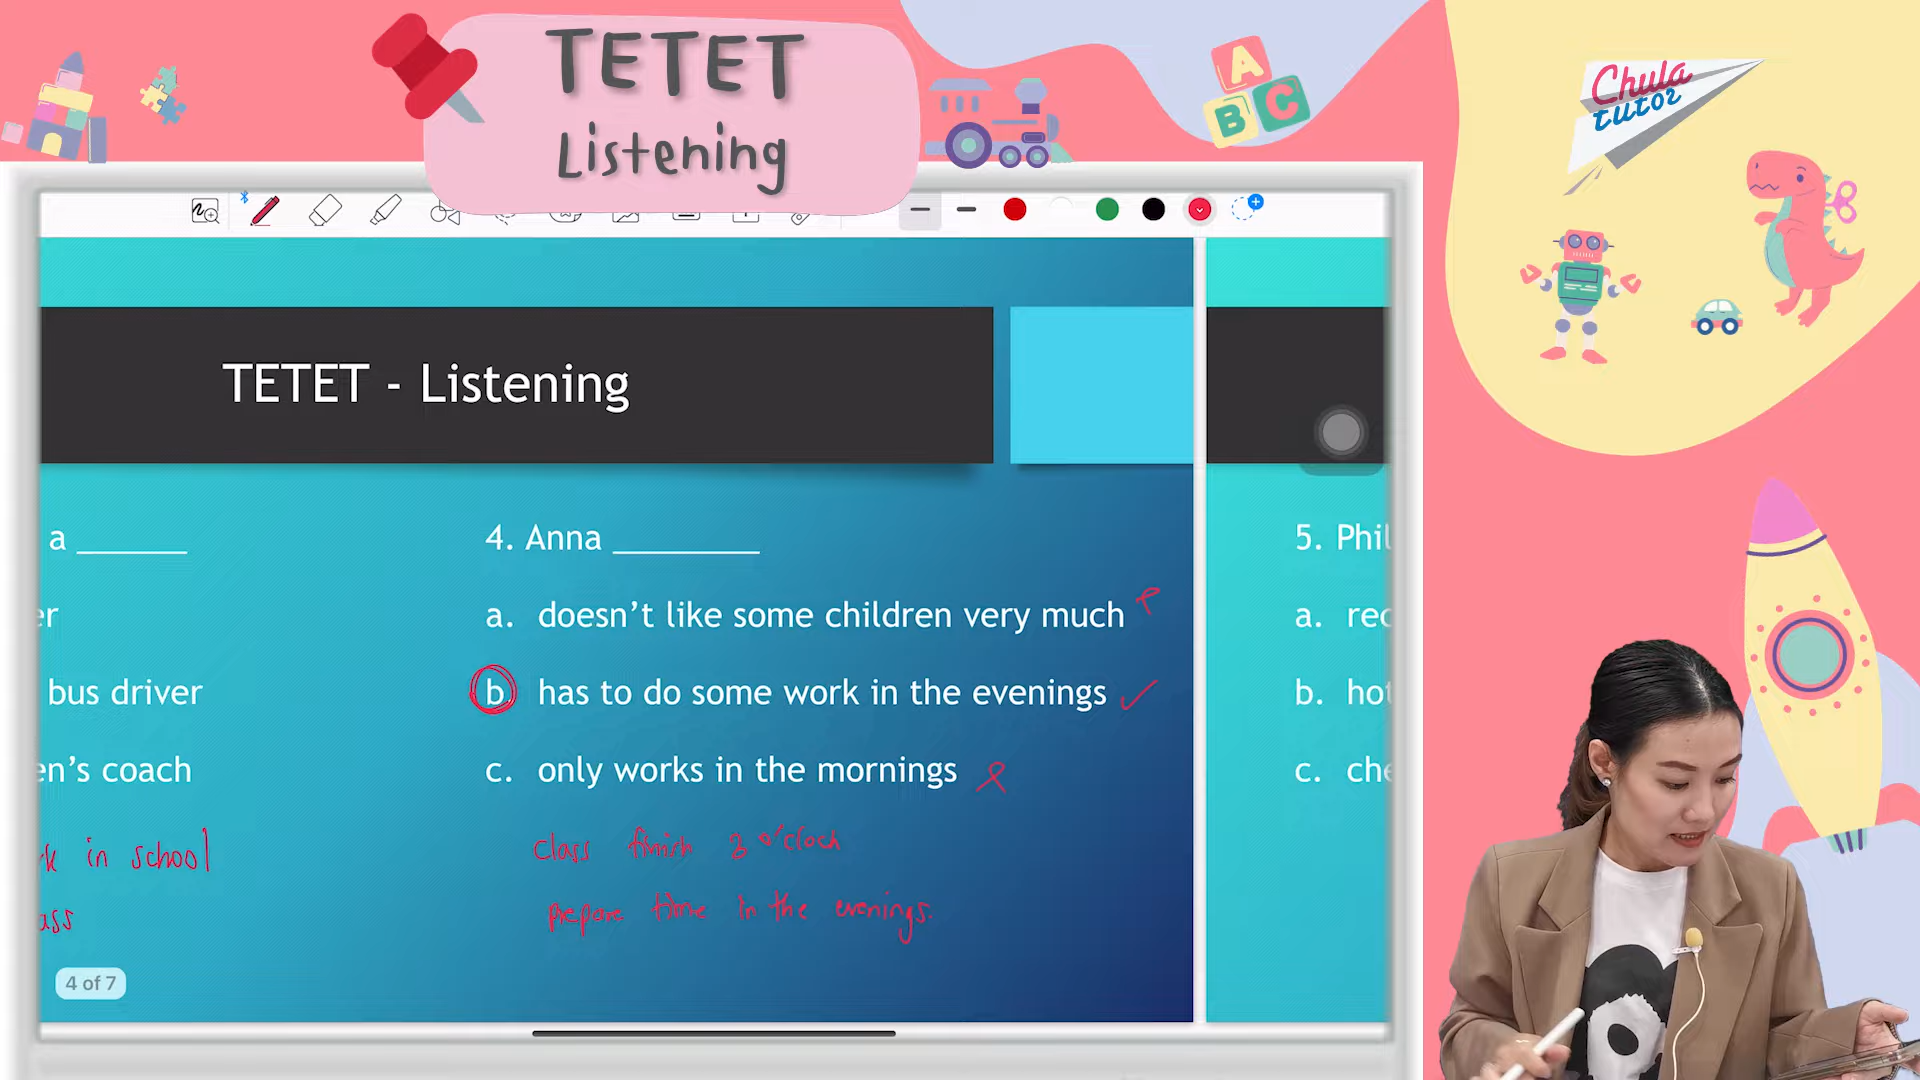 TETET
Listening
A
B
C
Chula
tutor
TETET - Listening
a ______
er
bus driver
en's coach
rk in school
ass
4. Anna ________
a. doesn't like some children very much
b. has to do some work in the evenings
c. only works in the mornings
class finish 3 o'clock
prepare time in the evenings.
5. Phil
a. rec
b. hot
c. che
4 of 7